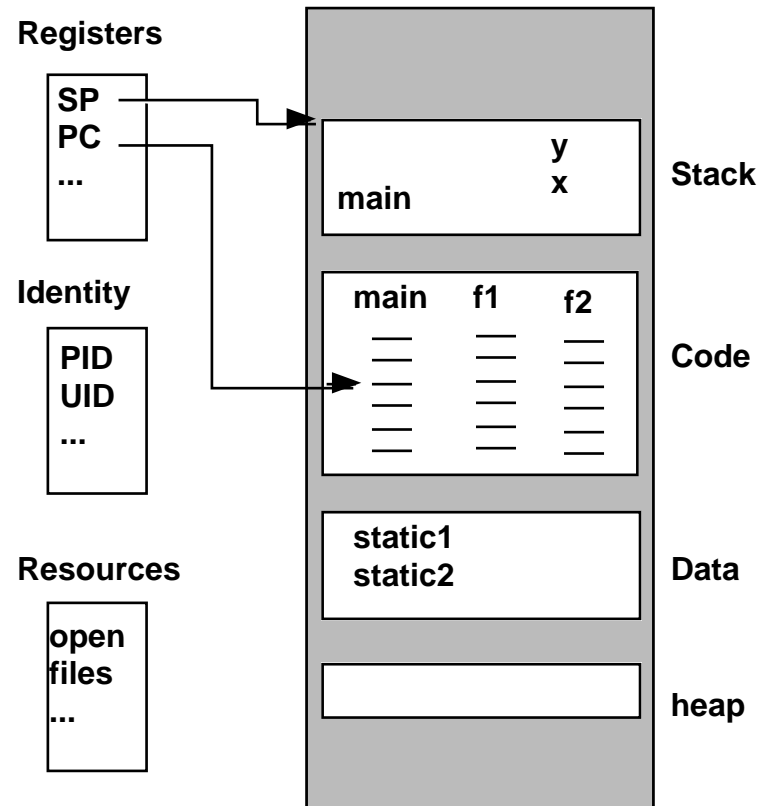 Registers
SP
PC
...
Identity
PID
UID
...
Resources
open
files
...
y
x
main
Stack
main f1 f2
Code
static1
static2
Data
heap